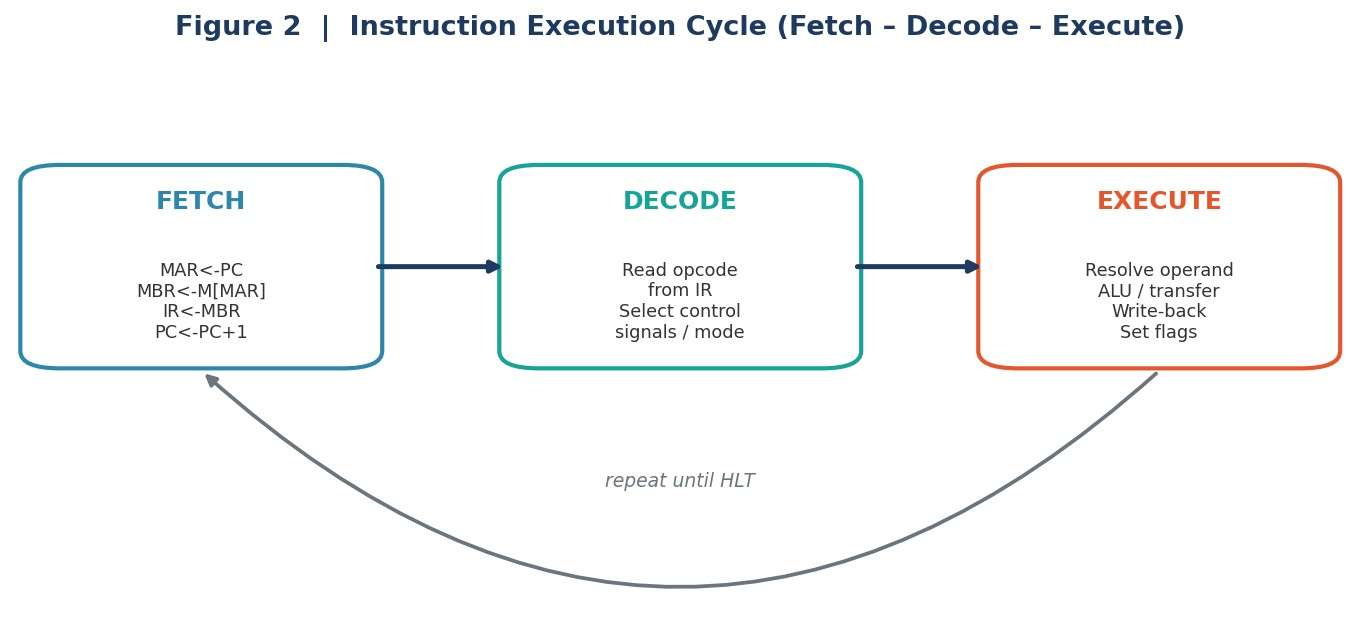 Figure 2 | Instruction Execution Cycle (Fetch – Decode – Execute)
FETCH
MAR<-PC
MBR<-M[MAR]
IR<-MBR
PC<-PC+1
DECODE
Read opcode
from IR
Select control
signals / mode
EXECUTE
Resolve operand
ALU / transfer
Write-back
Set flags
repeat until HLT